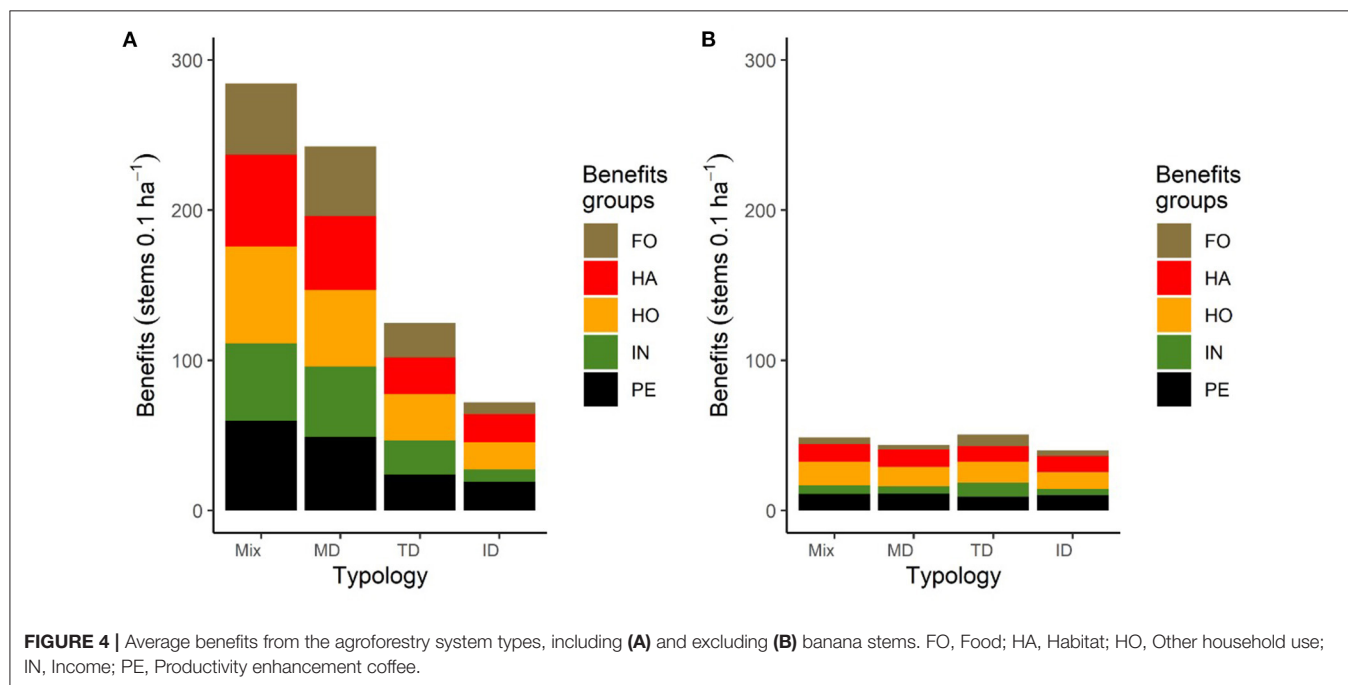 A
300
200
100
0
Benefits (stems 0.1 ha⁻¹)
Mix MD TD ID
Typology
Benefits
groups
FO
HA
HO
IN
PE
B
300
200
100
0
Benefits (stems 0.1 ha⁻¹)
Mix MD TD ID
Typology
Benefits
groups
FO
HA
HO
IN
PE
FIGURE 4 | Average benefits from the agroforestry system types, including (A) and excluding (B) banana stems. FO, Food; HA, Habitat; HO, Other household use;
IN, Income; PE, Productivity enhancement coffee.